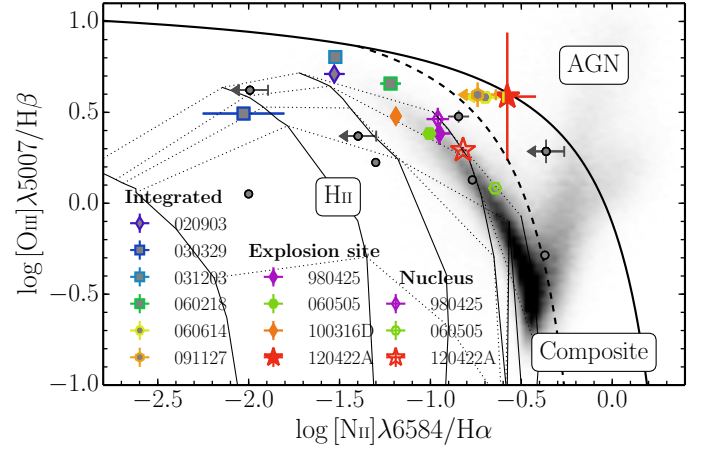 1.0
0.5
0.0
−0.5
−1.0
log [OIII]λ5007/Hβ
AGN
HII
Composite
Integrated
020903
030329
031203
060218
060614
091127
Explosion site
980425
060505
100316D
120422A
Nucleus
980425
060505
120422A
−2.5 −2.0 −1.5 −1.0 −0.5 0.0
log [NII]λ6584/Hα